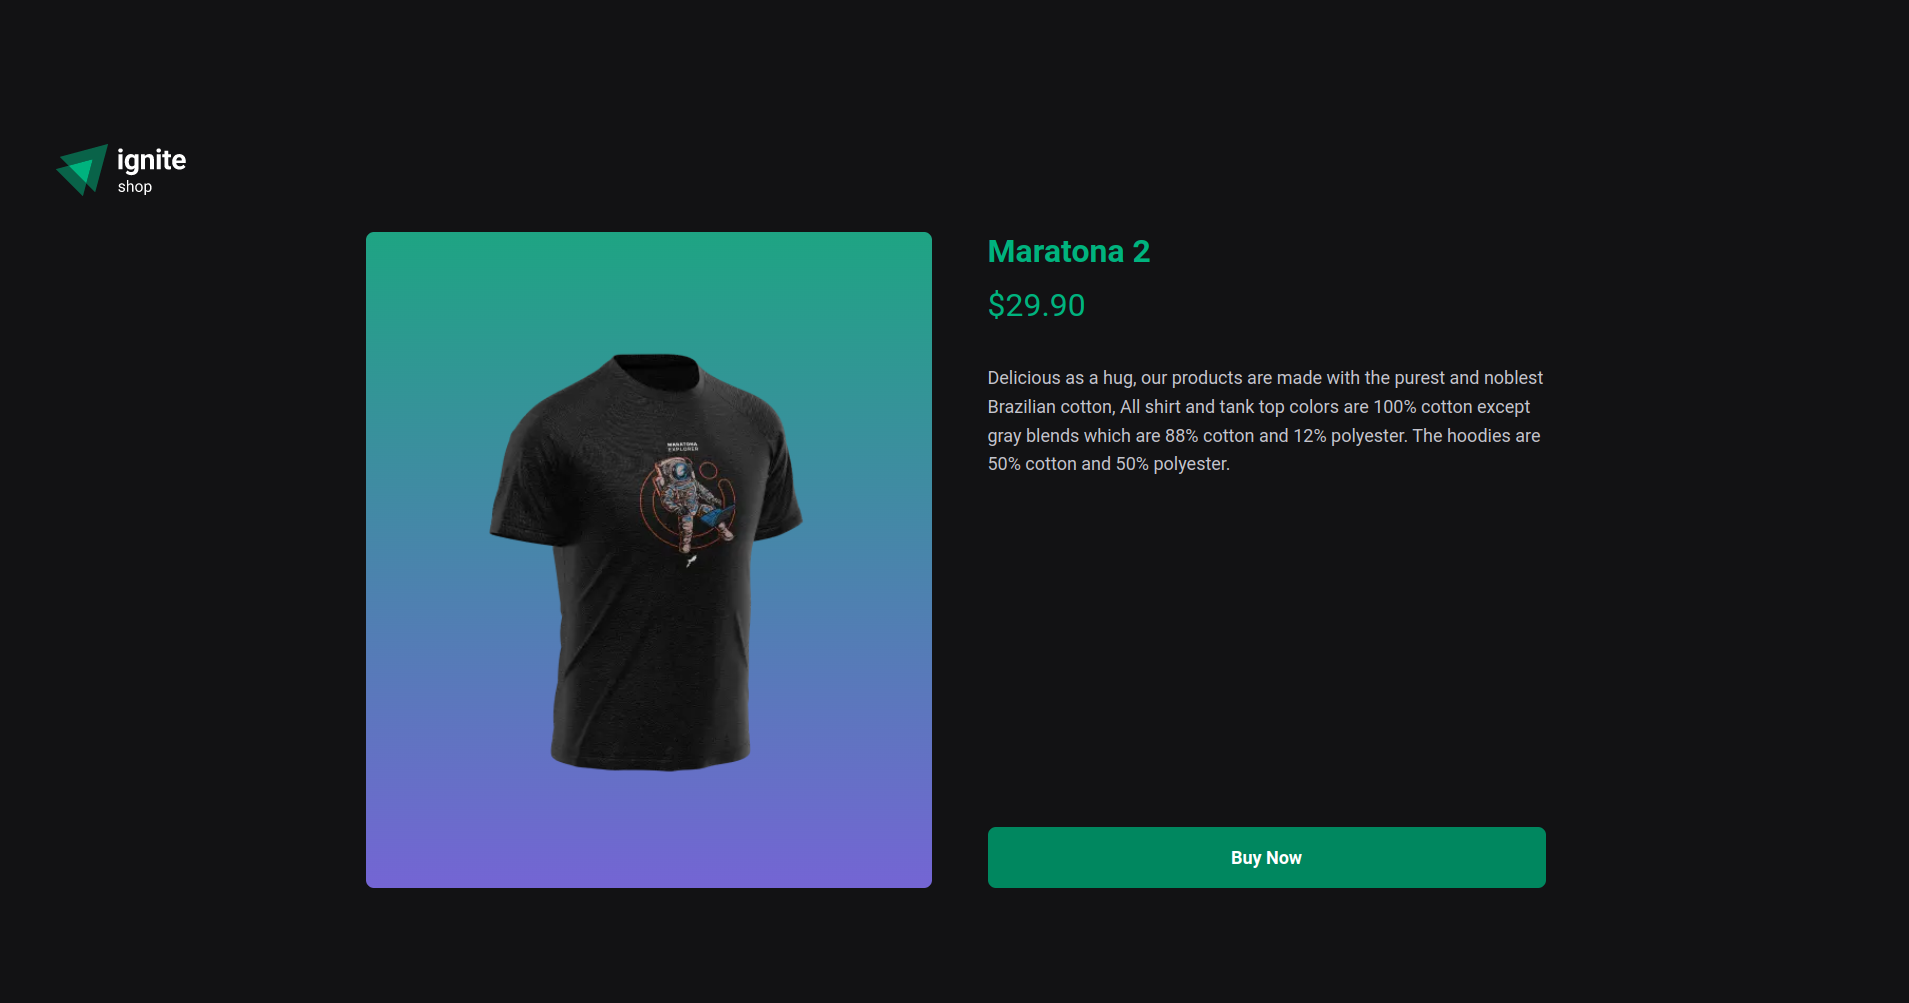 ignite
shop
Maratona 2
$29.90
Delicious as a hug, our products are made with the purest and noblest
Brazilian cotton, All shirt and tank top colors are 100% cotton except
gray blends which are 88% cotton and 12% polyester. The hoodies are
50% cotton and 50% polyester.
MARATONA
EXPLORER
Buy Now